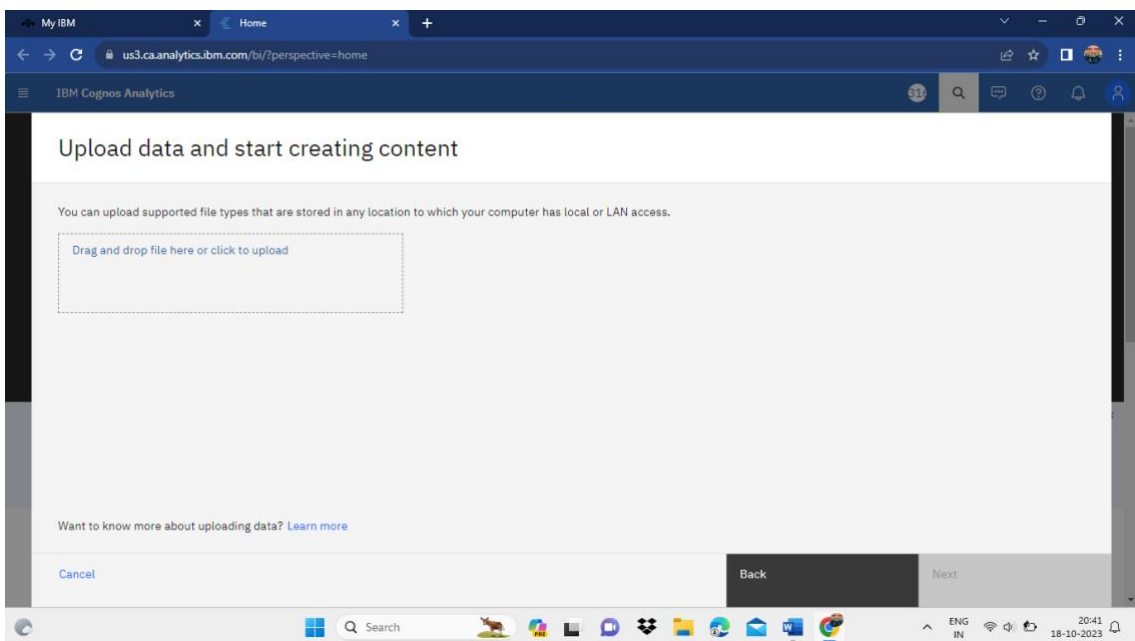 My IBM
Home
us3.ca.analytics.ibm.com/bi/?perspective=home
IBM Cognos Analytics
Upload data and start creating content
You can upload supported file types that are stored in any location to which your computer has local or LAN access.
Drag and drop file here or click to upload
Want to know more about uploading data? Learn more
Cancel
Back
Next
Search
PRE
ENG
IN
20:41
18-10-2023